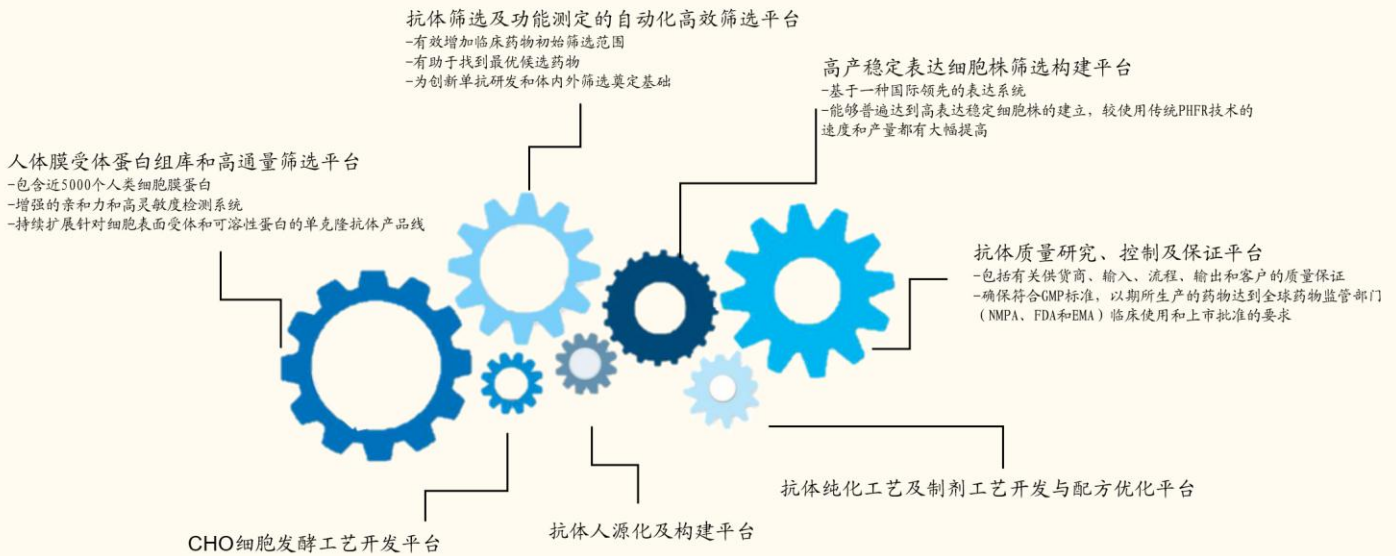 抗体筛选及功能测定的自动化高效筛选平台
-有效增加临床药物初始筛选范围
-有助于找到最优候选药物
-为创新单抗研发和体内外筛选奠定基础
高产稳定表达细胞株筛选构建平台
-基于一种国际领先的表达系统
-能够普遍达到高表达稳定细胞株的建立，较使用传统PHFR技术的
速度和产量都有大幅提高
人体膜受体蛋白组库和高通量筛选平台
-包含近5000个人类细胞膜蛋白
-增强的亲和力和高灵敏度检测系统
-持续扩展针对细胞表面受体和可溶性蛋白的单克隆抗体产品线
抗体质量研究、控制及保证平台
-包括有关供货商、输入、流程、输出和客户的质量保证
-确保符合GMP标准，以期所生产的药物达到全球药物监管部门
（NMPA、FDA和EMA）临床使用和上市批准的要求
抗体纯化工艺及制剂工艺开发与配方优化平台
抗体人源化及构建平台
CHO细胞发酵工艺开发平台